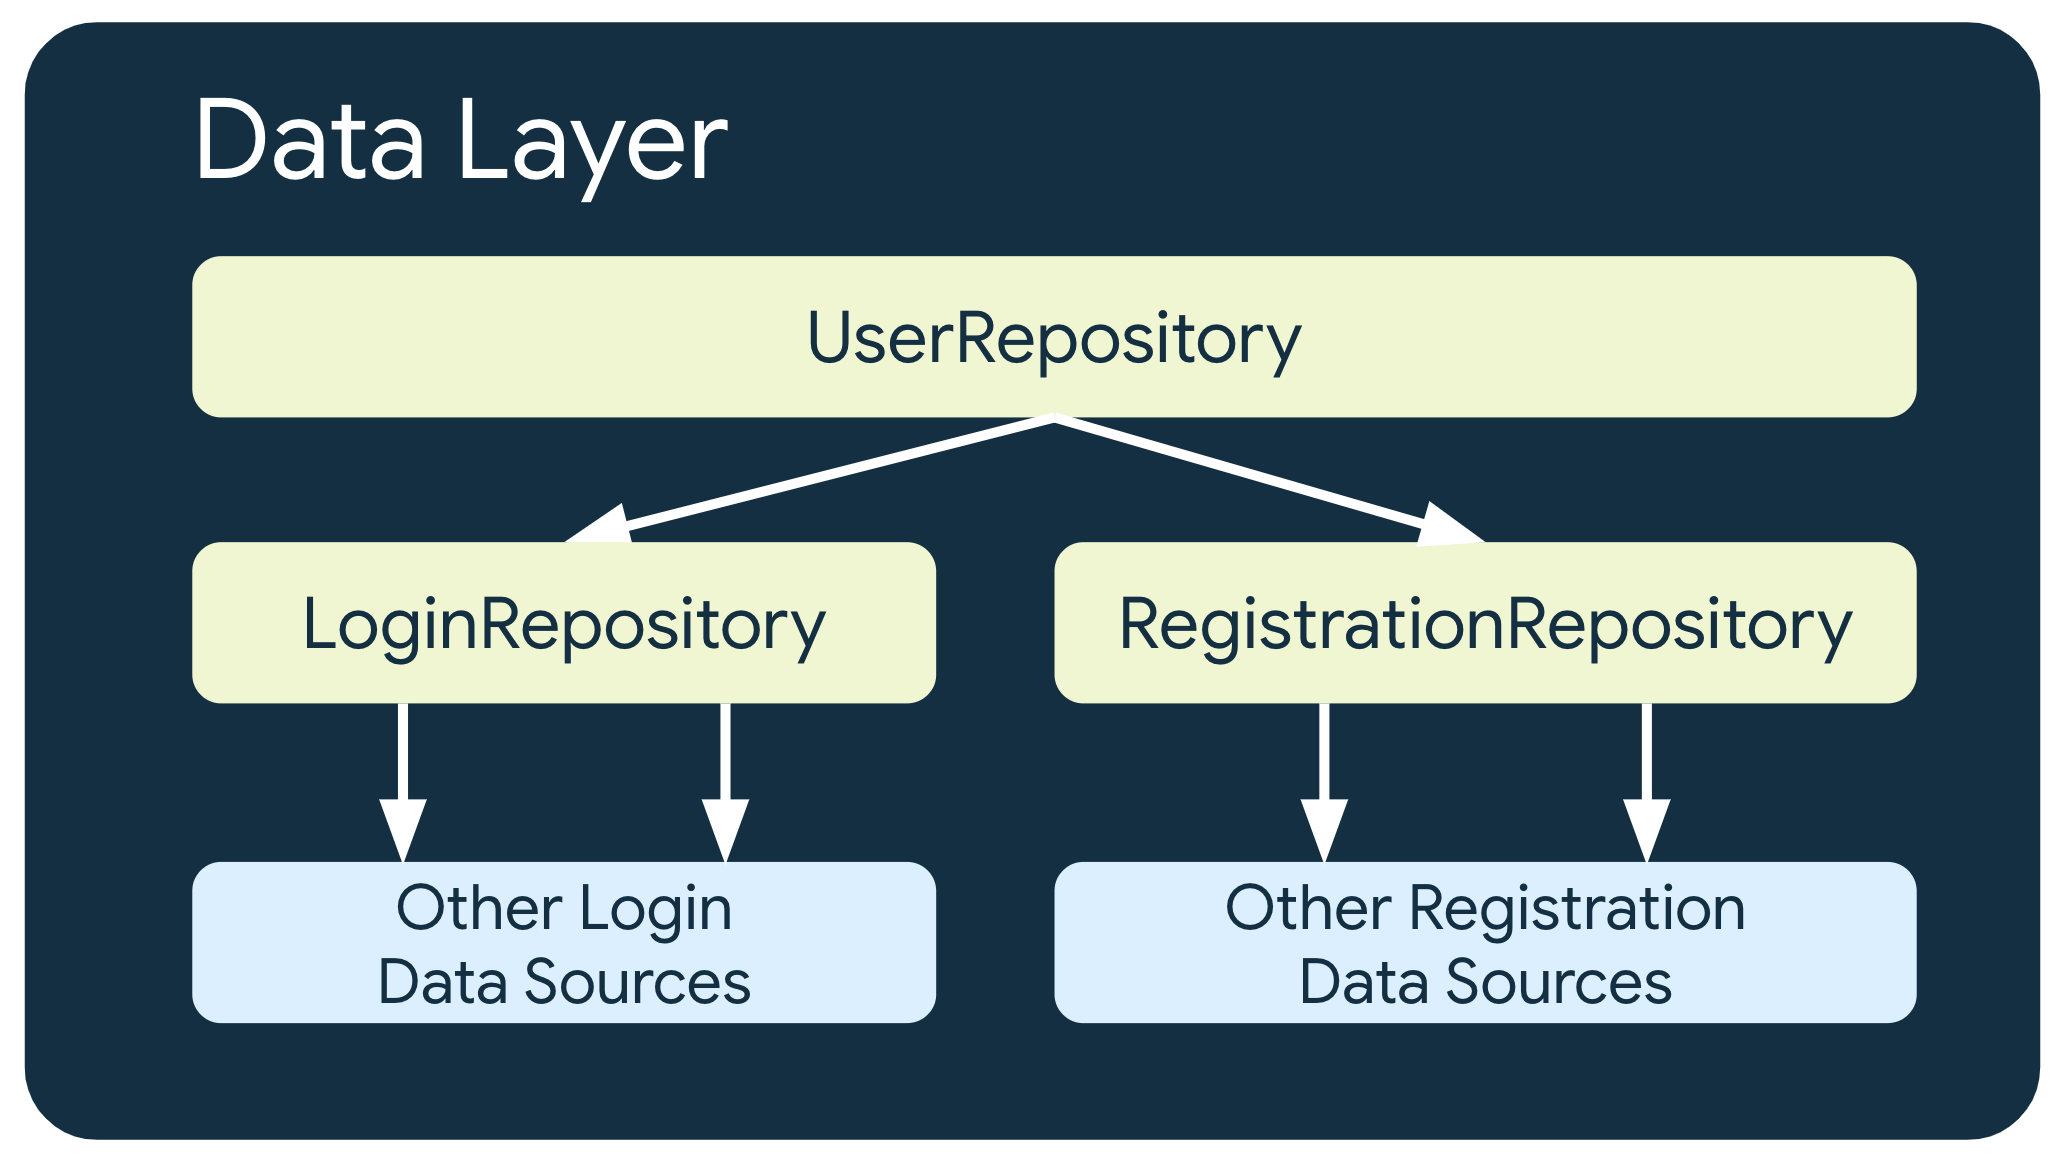 Data Layer
UserRepository
LoginRepository
RegistrationRepository
Other Login
Data Sources
Other Registration
Data Sources